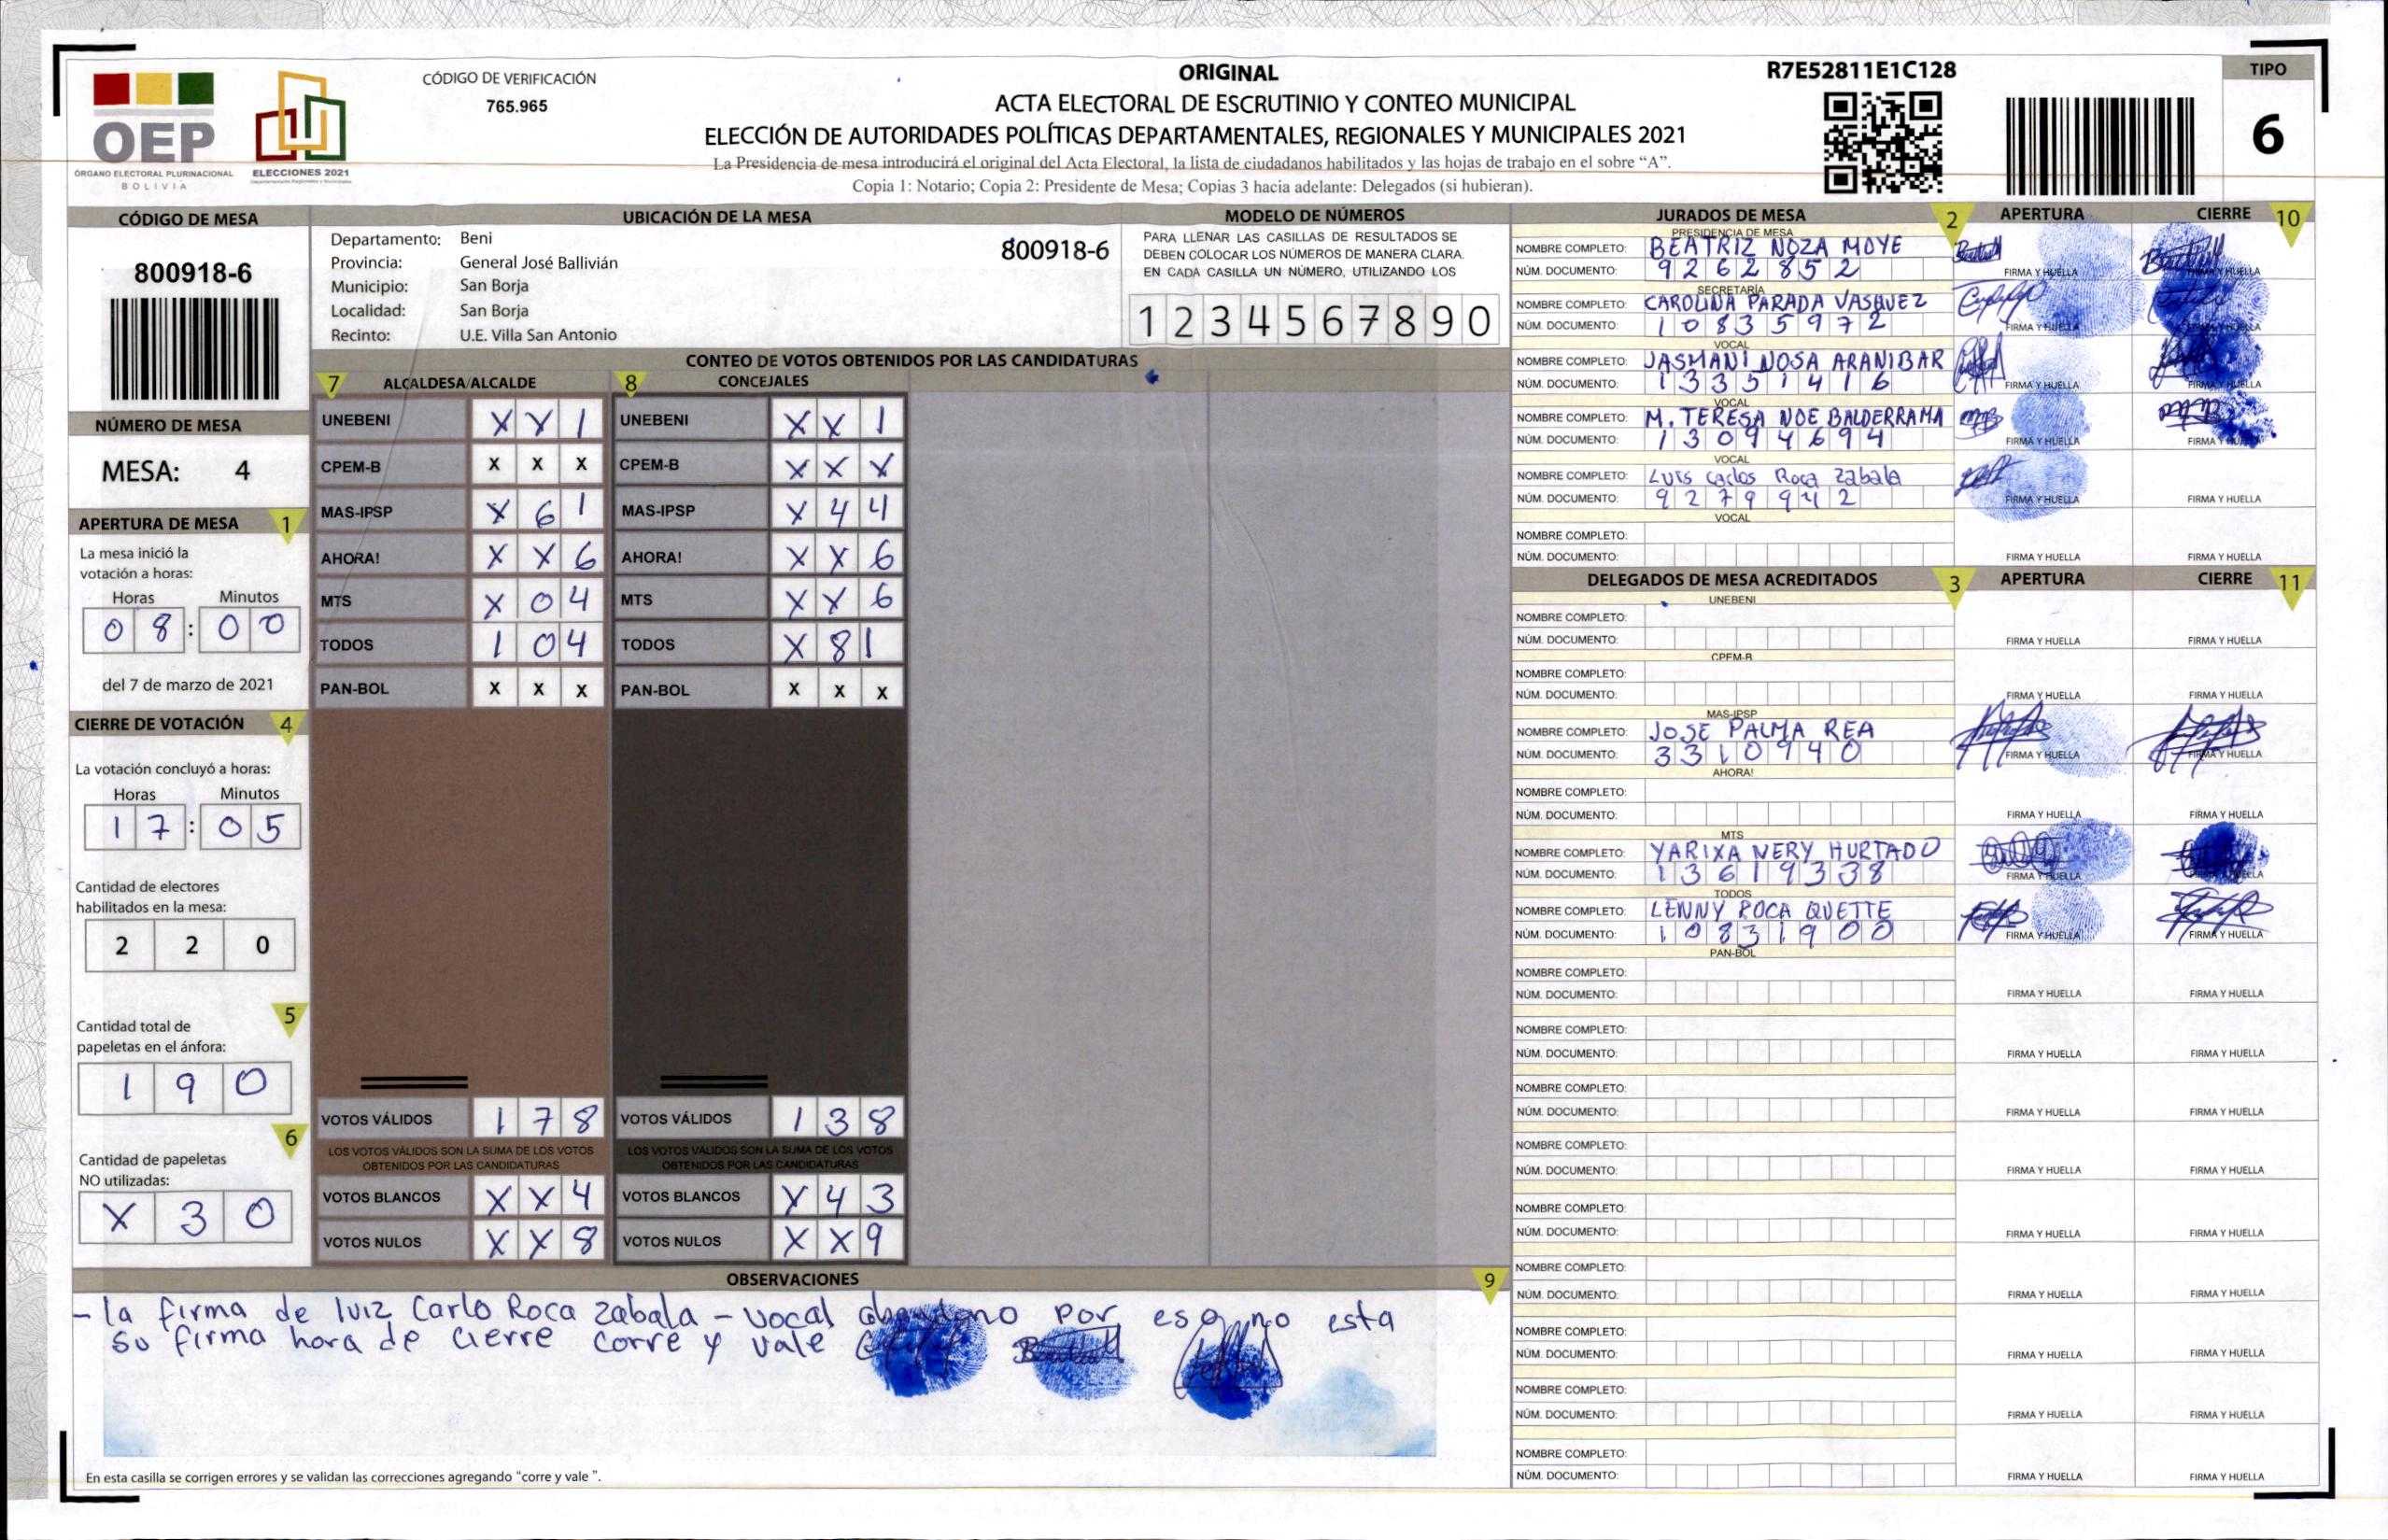 OEP
ÓRGANO ELECTORAL PLURINACIONAL
BOLIVIA
ELECCIONES 2021
CÓDIGO DE VERIFICACIÓN
765.965
ORIGINAL
ACTA ELECTORAL DE ESCRUTINIO Y CONTEO MUNICIPAL
ELECCIÓN DE AUTORIDADES POLÍTICAS DEPARTAMENTALES, REGIONALES Y MUNICIPALES 2021
La Presidencia de mesa introducirá el original del Acta Electoral, la lista de ciudadanos habilitados y las hojas de trabajo en el sobre “A”.
Copia 1: Notario; Copia 2: Presidente de Mesa; Copias 3 hacia adelante: Delegados (si hubieran).
R7E52811E1C128
TIPO
6
CÓDIGO DE MESA
800918-6
NÚMERO DE MESA
MESA: 4
APERTURA DE MESA 1
La mesa inició la
votación a horas:
Horas Minutos
0 8 : 0 0
del 7 de marzo de 2021
CIERRE DE VOTACIÓN 4
La votación concluyó a horas:
Horas Minutos
1 7 : 0 5
Cantidad de electores
habilitados en la mesa:
2 2 0
5
Cantidad total de
papeletas en el ánfora:
1 9 0
6
Cantidad de papeletas
NO utilizadas:
X 3 0
UBICACIÓN DE LA MESA
Departamento: Beni
800918-6
Provincia: General José Ballivián
Municipio: San Borja
Localidad: San Borja
Recinto: U.E. Villa San Antonio
MODELO DE NÚMEROS
PARA LLENAR LAS CASILLAS DE RESULTADOS SE
DEBEN COLOCAR LOS NÚMEROS DE MANERA CLARA.
EN CADA CASILLA UN NÚMERO, UTILIZANDO LOS
1 2 3 4 5 6 7 8 9 0
CONTEO DE VOTOS OBTENIDOS POR LAS CANDIDATURAS
7 ALCALDESA/ALCALDE 8 CONCEJALES
UNEBENI X X 1 UNEBENI X X 1
CPEM-B X X X CPEM-B X X X
MAS-IPSP X 6 1 MAS-IPSP X 4 4
AHORA! X X 6 AHORA! X X 6
MTS X 0 4 MTS X X 6
TODOS 1 0 4 TODOS X 8 1
PAN-BOL X X X PAN-BOL X X X
VOTOS VÁLIDOS 1 7 8 VOTOS VÁLIDOS 1 3 8
LOS VOTOS VÁLIDOS SON LA SUMA DE LOS VOTOS LOS VOTOS VÁLIDOS SON LA SUMA DE LOS VOTOS
OBTENIDOS POR LAS CANDIDATURAS OBTENIDOS POR LAS CANDIDATURAS
VOTOS BLANCOS X X 4 VOTOS BLANCOS X 4 3
VOTOS NULOS X X 8 VOTOS NULOS X X 9
OBSERVACIONES 9
- la firma de luiz Carlo Roca zabala - vocal abandono por eso no esta
su firma hora de cierre corre y vale
En esta casilla se corrigen errores y se validan las correcciones agregando “corre y vale ”.
JURADOS DE MESA 2 APERTURA CIERRE 10
PRESIDENCIA DE MESA
NOMBRE COMPLETO: BEATRIZ NOZA MOYE
NÚM. DOCUMENTO: 9262852 FIRMA Y HUELLA FIRMA Y HUELLA
SECRETARÍA
NOMBRE COMPLETO: CAROLINA PARADA VASQUEZ
NÚM. DOCUMENTO: 10835972 FIRMA Y HUELLA FIRMA Y HUELLA
VOCAL
NOMBRE COMPLETO: JASMANI NOSA ARANIBAR
NÚM. DOCUMENTO: 13351416 FIRMA Y HUELLA FIRMA Y HUELLA
VOCAL
NOMBRE COMPLETO: M. TERESA NOE BALDERRAMA
NÚM. DOCUMENTO: 13094694 FIRMA Y HUELLA FIRMA Y HUELLA
VOCAL
NOMBRE COMPLETO: Luis Carlos Roca Zabala
NÚM. DOCUMENTO: 9279942 FIRMA Y HUELLA FIRMA Y HUELLA
VOCAL
NOMBRE COMPLETO:
NÚM. DOCUMENTO: FIRMA Y HUELLA FIRMA Y HUELLA
DELEGADOS DE MESA ACREDITADOS 3 APERTURA CIERRE 11
UNEBENI
NOMBRE COMPLETO:
NÚM. DOCUMENTO: FIRMA Y HUELLA FIRMA Y HUELLA
CPEM-B
NOMBRE COMPLETO:
NÚM. DOCUMENTO: FIRMA Y HUELLA FIRMA Y HUELLA
MAS-IPSP
NOMBRE COMPLETO: JOSE PALMA REA
NÚM. DOCUMENTO: 3310940 FIRMA Y HUELLA FIRMA Y HUELLA
AHORA!
NOMBRE COMPLETO:
NÚM. DOCUMENTO: FIRMA Y HUELLA FIRMA Y HUELLA
MTS
NOMBRE COMPLETO: YARIXA NERY HURTADO
NÚM. DOCUMENTO: 13619338 FIRMA Y HUELLA FIRMA Y HUELLA
TODOS
NOMBRE COMPLETO: LENNY ROCA QUETTE
NÚM. DOCUMENTO: 10831900 FIRMA Y HUELLA FIRMA Y HUELLA
PAN-BOL
NOMBRE COMPLETO:
NÚM. DOCUMENTO: FIRMA Y HUELLA FIRMA Y HUELLA
NOMBRE COMPLETO:
NÚM. DOCUMENTO: FIRMA Y HUELLA FIRMA Y HUELLA
NOMBRE COMPLETO:
NÚM. DOCUMENTO: FIRMA Y HUELLA FIRMA Y HUELLA
NOMBRE COMPLETO:
NÚM. DOCUMENTO: FIRMA Y HUELLA FIRMA Y HUELLA
NOMBRE COMPLETO:
NÚM. DOCUMENTO: FIRMA Y HUELLA FIRMA Y HUELLA
NOMBRE COMPLETO:
NÚM. DOCUMENTO: FIRMA Y HUELLA FIRMA Y HUELLA
NOMBRE COMPLETO:
NÚM. DOCUMENTO: FIRMA Y HUELLA FIRMA Y HUELLA
NOMBRE COMPLETO:
NÚM. DOCUMENTO: FIRMA Y HUELLA FIRMA Y HUELLA
NOMBRE COMPLETO:
NÚM. DOCUMENTO: FIRMA Y HUELLA FIRMA Y HUELLA